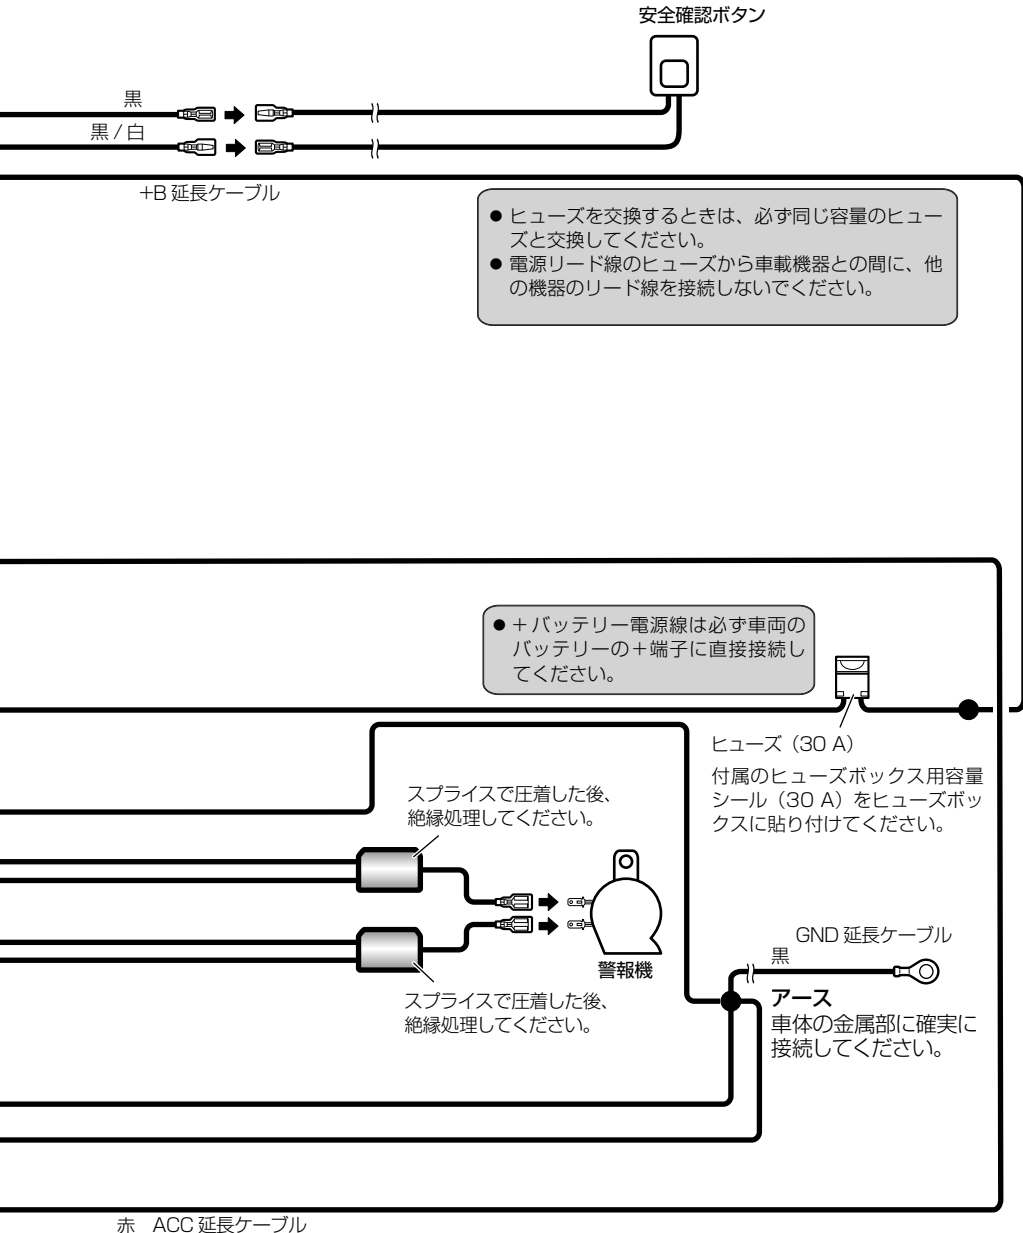 安全確認ボタン
黒
黒 / 白
+B 延長ケーブル
● ヒューズを交換するときは、必ず同じ容量のヒュー
ズと交換してください。
● 電源リード線のヒューズから車載機器との間に、他
の機器のリード線を接続しないでください。
● ＋バッテリー電源線は必ず車両の
バッテリーの＋端子に直接接続し
てください。
ヒューズ（30 A）
付属のヒューズボックス用容量
シール（30 A）をヒューズボッ
クスに貼り付けてください。
スプライスで圧着した後、
絶縁処理してください。
警報機
スプライスで圧着した後、
絶縁処理してください。
GND 延長ケーブル
黒
アース
車体の金属部に確実に
接続してください。
赤　ACC 延長ケーブル